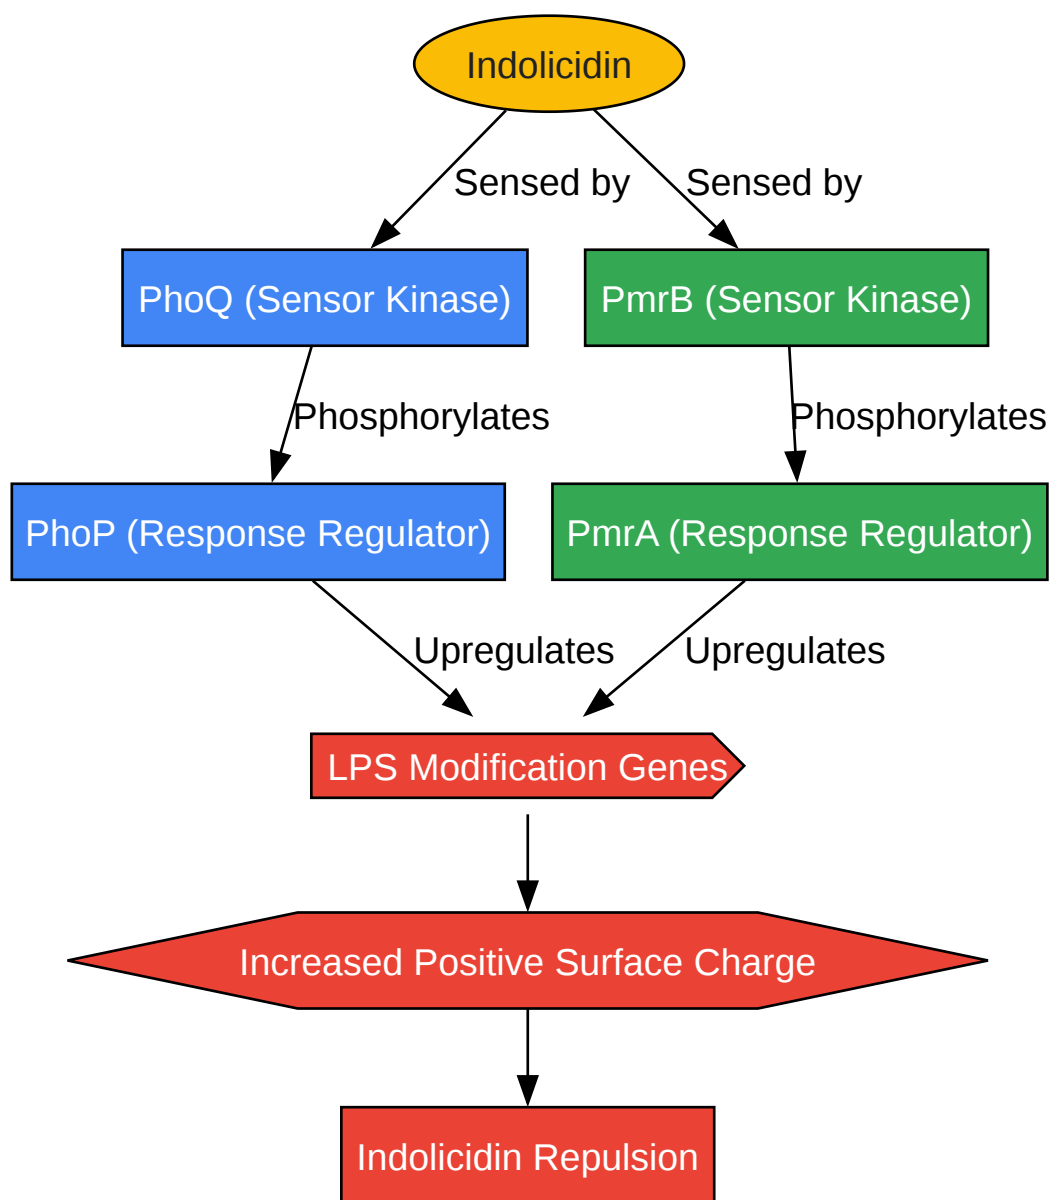 Indolicidin
Sensed by
Sensed by
PhoQ (Sensor Kinase)
PmrB (Sensor Kinase)
Phosphorylates
Phosphorylates
PhoP (Response Regulator)
PmrA (Response Regulator)
Upregulates
Upregulates
LPS Modification Genes
Increased Positive Surface Charge
Indolicidin Repulsion